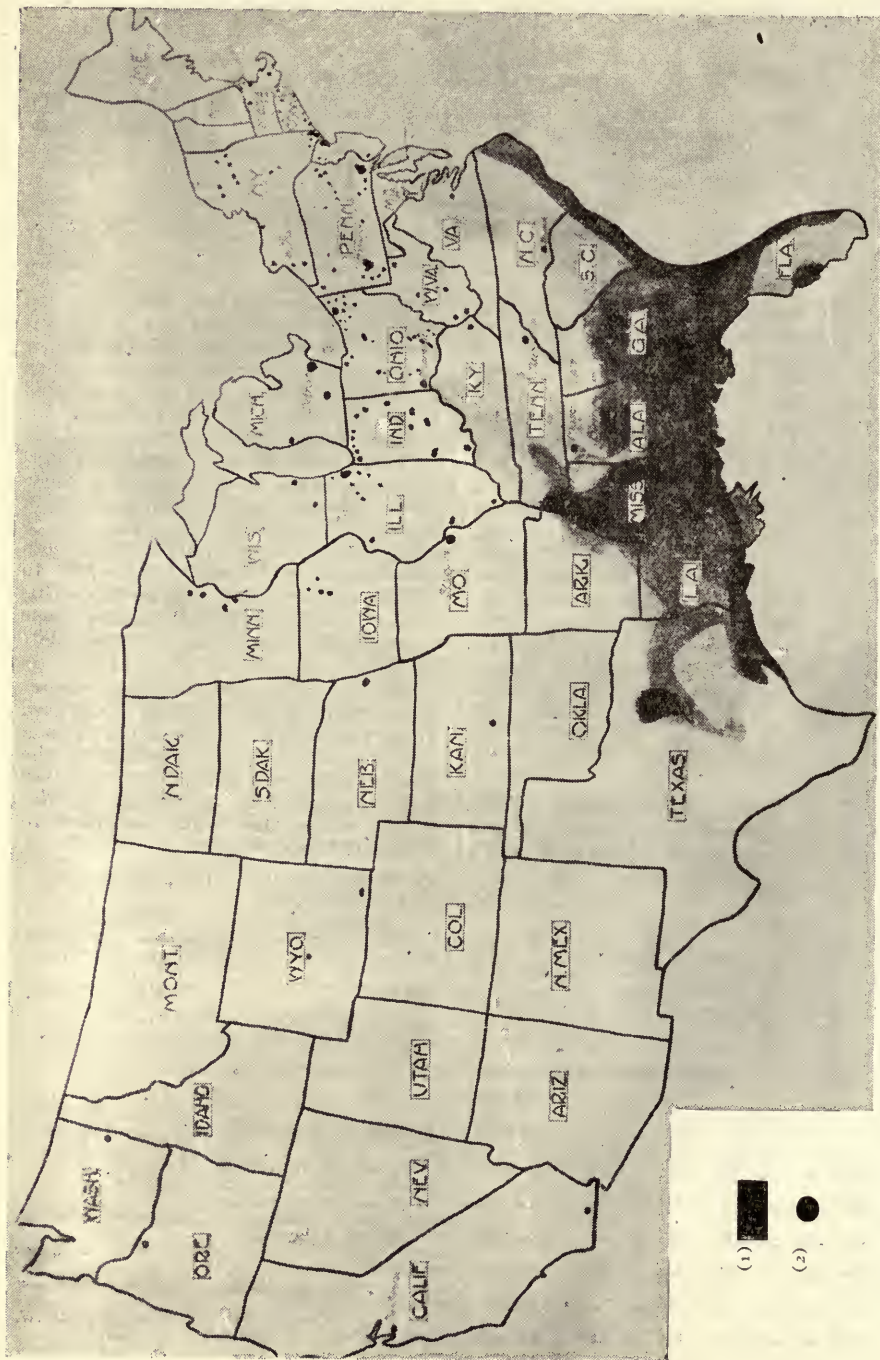 WASH.
MONT.
N.DAK.
MINN
ME.
ORE
IDAHO
S.DAK
WIS.
MICH.
N.Y.
WYO
NEB
IOWA
ILL.
IND
OHIO
PENN
NEV
UTAH
COL
KAN
MO
KY
W.VA
VA
CALIF.
ARIZ
N.MEX
OKLA
ARK
TENN
N.C
S.C.
TEXAS
LA
MISS
ALA
GA
FLA
(1)
(2)